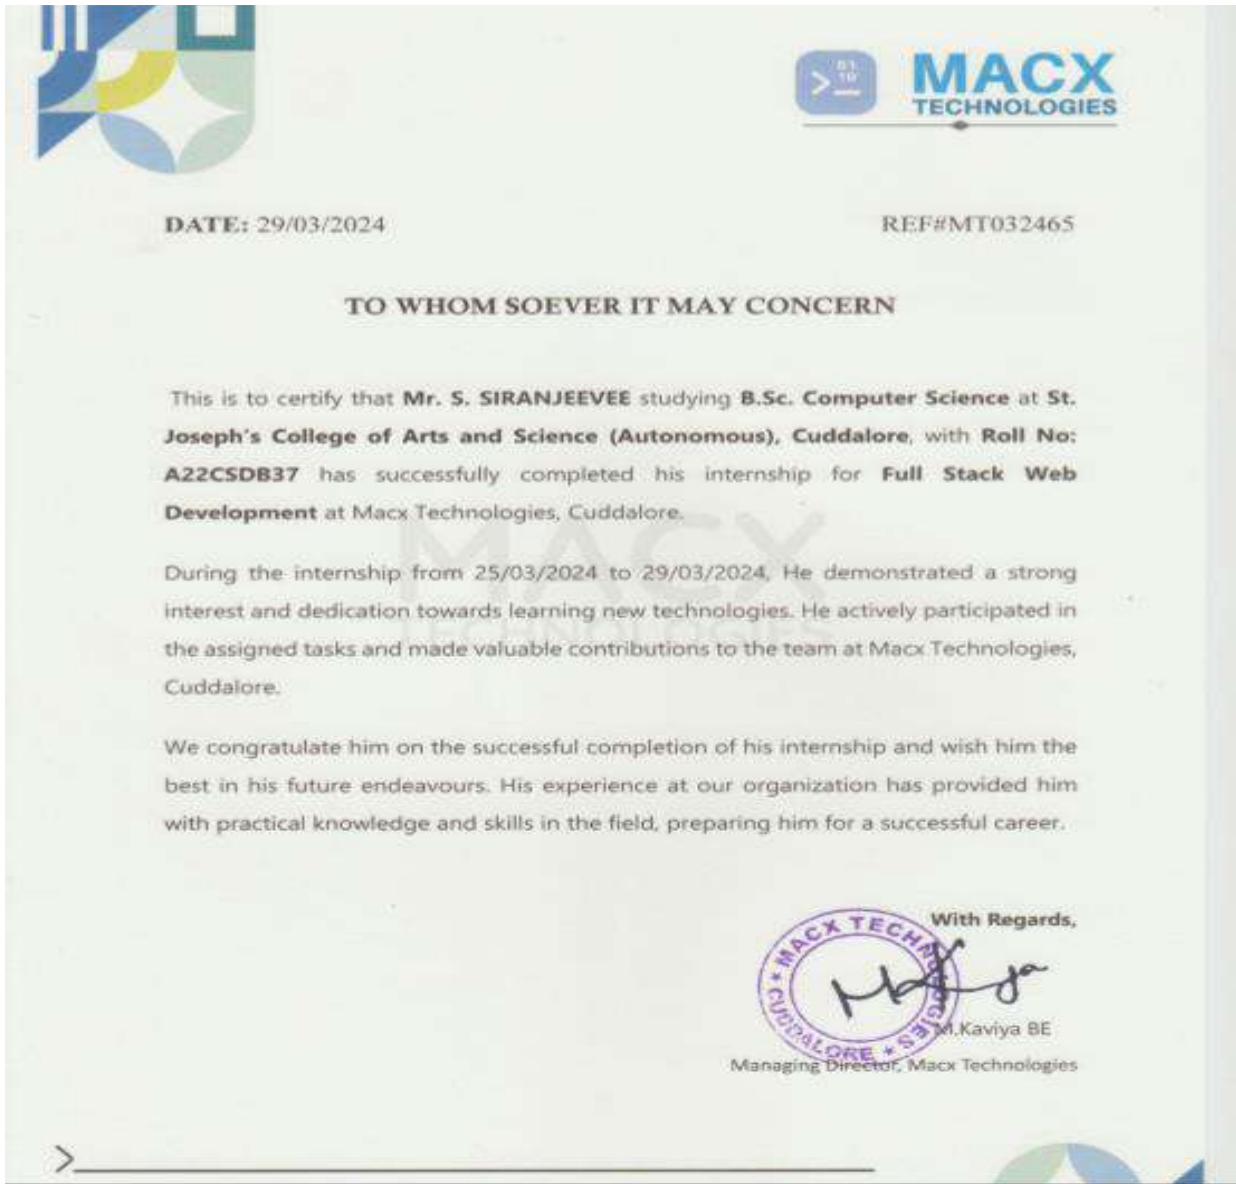 01
10
MACX
TECHNOLOGIES
DATE: 29/03/2024 REF#MT032465
TO WHOM SOEVER IT MAY CONCERN
This is to certify that Mr. S. SIRANJEEVEE studying B.Sc. Computer Science at St.
Joseph's College of Arts and Science (Autonomous), Cuddalore, with Roll No:
A22CSDB37 has successfully completed his internship for Full Stack Web
Development at Macx Technologies, Cuddalore.
MACX
TECHNOLOGIES
During the internship from 25/03/2024 to 29/03/2024, He demonstrated a strong
interest and dedication towards learning new technologies. He actively participated in
the assigned tasks and made valuable contributions to the team at Macx Technologies,
Cuddalore.
We congratulate him on the successful completion of his internship and wish him the
best in his future endeavours. His experience at our organization has provided him
with practical knowledge and skills in the field, preparing him for a successful career.
With Regards,
MACX TECHNOLOGIES * CUDDALORE *
M.Kaviya BE
Managing Director, Macx Technologies